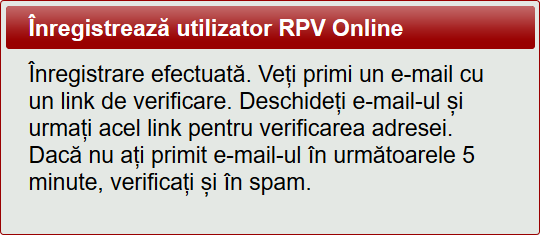 Înregistrează utilizator RPV Online
Înregistrare efectuată. Veți primi un e-mail cu
un link de verificare. Deschideți e-mail-ul și
urmați acel link pentru verificarea adresei.
Dacă nu ați primit e-mail-ul în următoarele 5
minute, verificați și în spam.